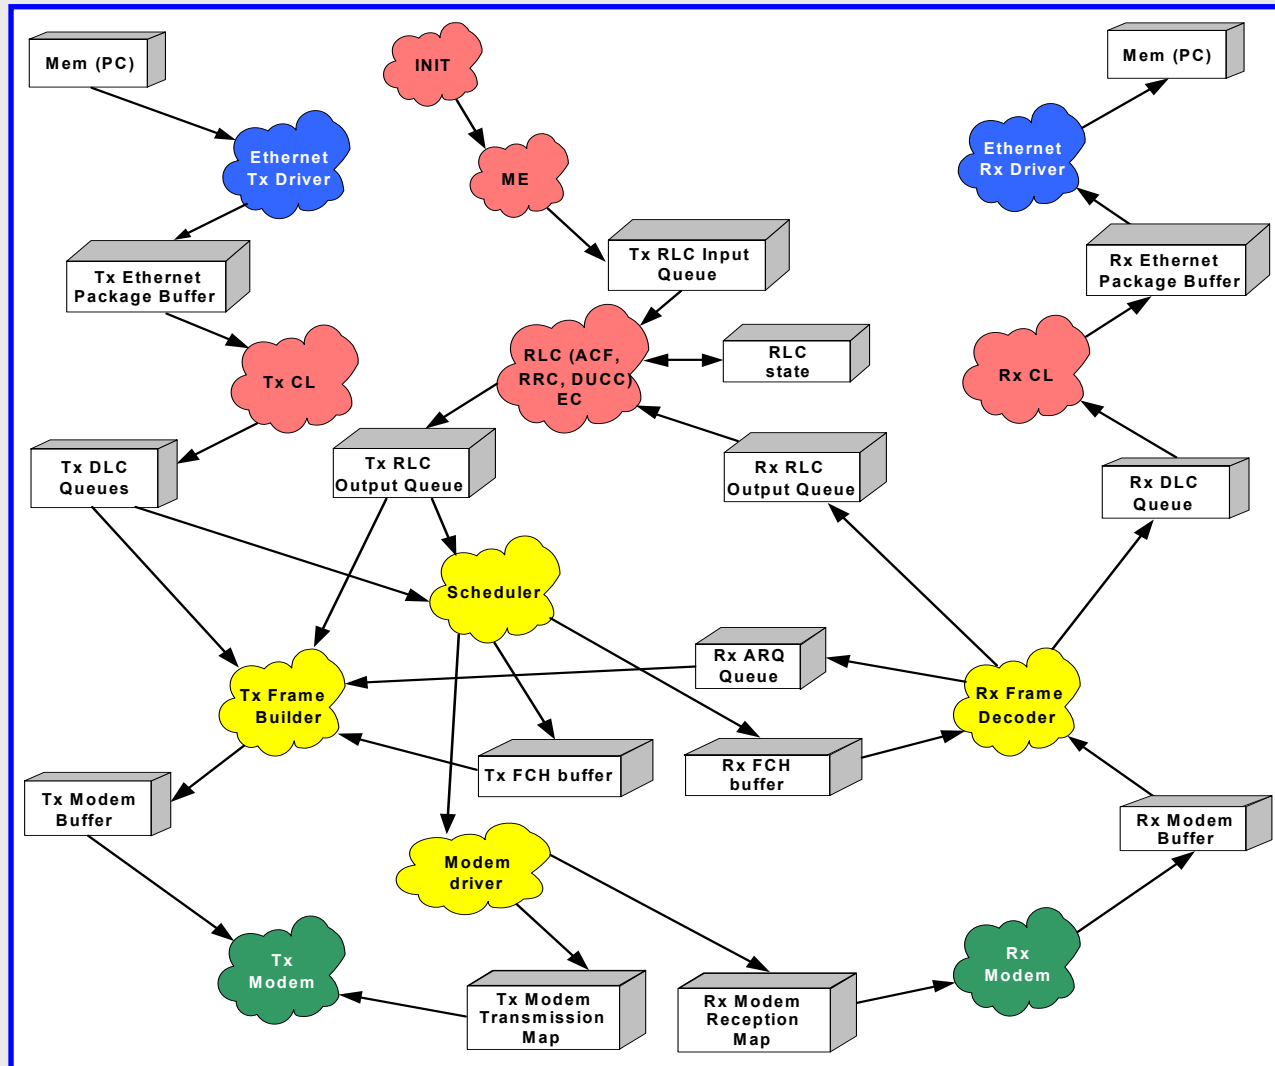 Mem (PC)
INIT
Mem (PC)
Ethernet
Tx Driver
ME
Ethernet
Rx Driver
Tx Ethernet
Package Buffer
Tx RLC Input
Queue
Rx Ethernet
Package Buffer
Tx CL
RLC (ACF,
RRC, DUCC)
EC
RLC
state
Rx CL
Tx DLC
Queues
Tx RLC
Output Queue
Rx RLC
Output Queue
Rx DLC
Queue
Scheduler
Rx ARQ
Queue
Tx Frame
Builder
Rx Frame
Decoder
Tx FCH buffer
Rx FCH
buffer
Tx Modem
Buffer
Rx Modem
Buffer
Modem
driver
Tx
Modem
Rx
Modem
Tx Modem
Transmission
Map
Rx Modem
Reception
Map